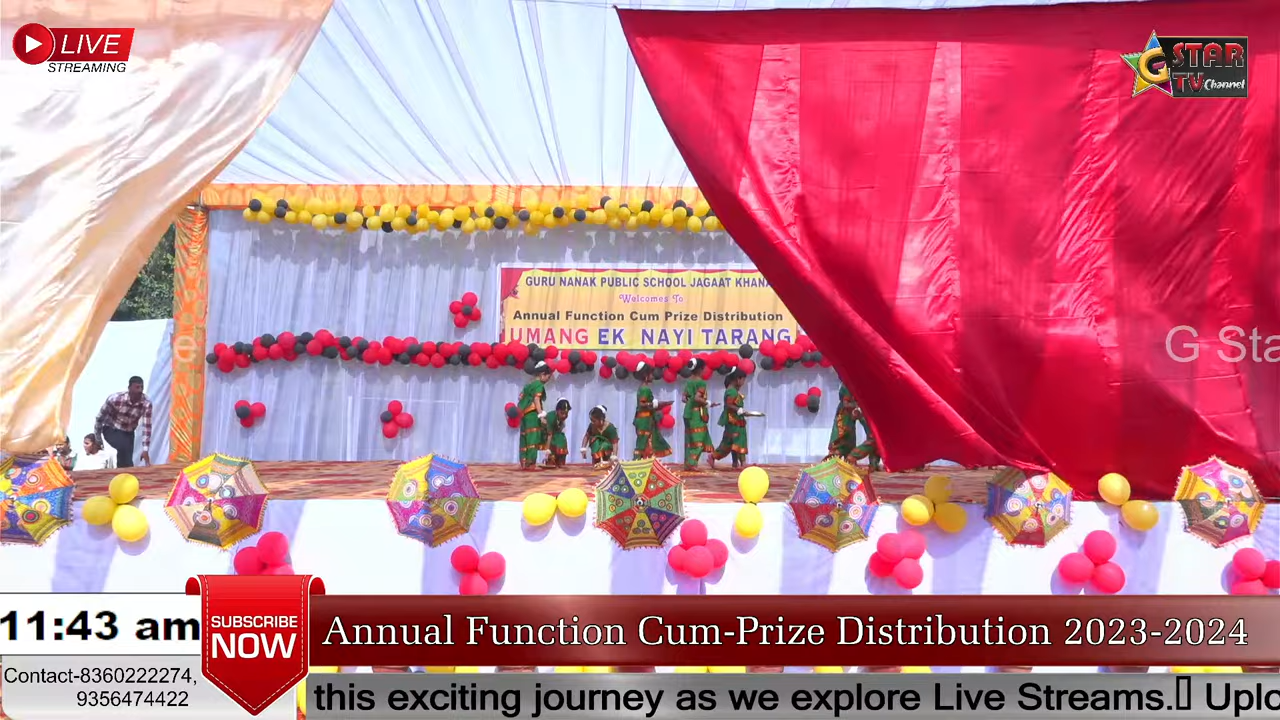 LIVE
STREAMING
G STAR
TV Channel
GURU NANAK PUBLIC SCHOOL JAGAAT KHANA
Welcomes To
Annual Function Cum Prize Distribution
UMANG EK NAYI TARANG
G Sta
11:43 am
SUBSCRIBE
NOW
Annual Function Cum-Prize Distribution 2023-2024
Contact-8360222274,
9356474422
this exciting journey as we explore Live Streams. Uplo